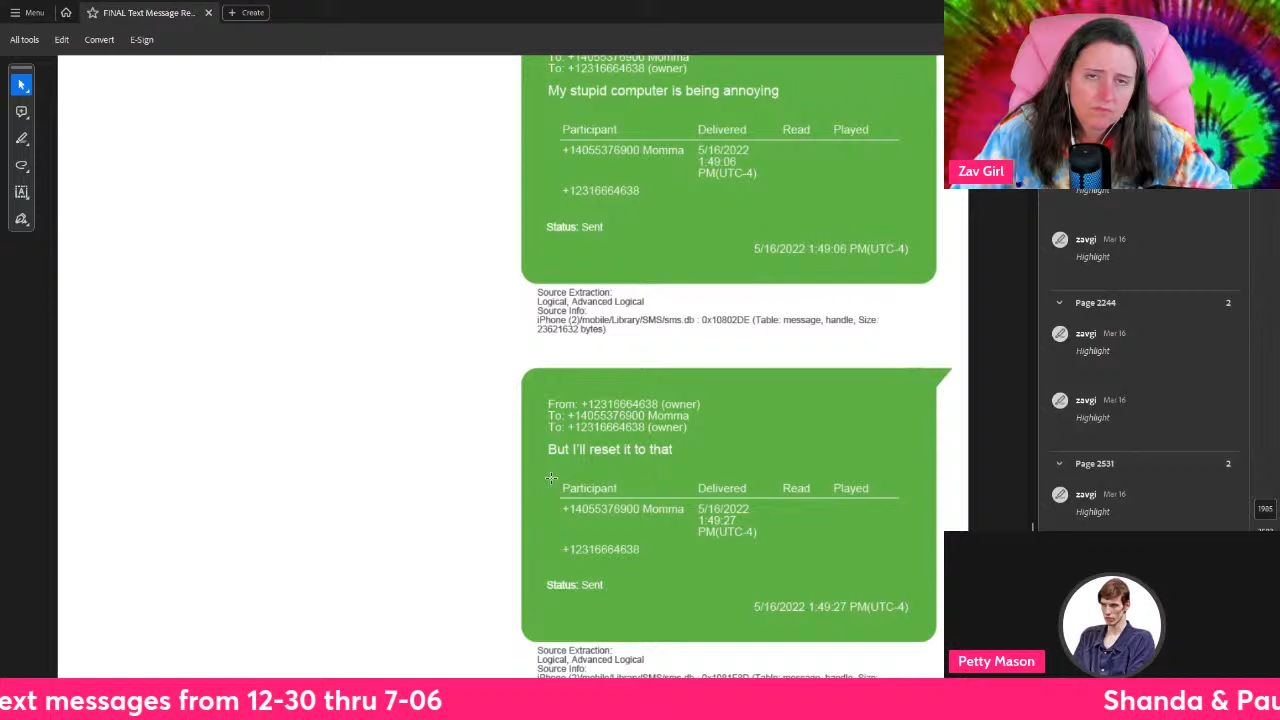 Menu
FINAL Text Message Re...
Create
All tools
Edit
Convert
E-Sign
To: +14055376900 Momma
To: +12316664638 (owner)
My stupid computer is being annoying
Participant Delivered Read Played
+14055376900 Momma 5/16/2022
1:49:06
PM(UTC-4)
+12316664638
Status: Sent
5/16/2022 1:49:06 PM(UTC-4)
Source Extraction:
Logical, Advanced Logical
Source Info:
iPhone (2)/mobile/Library/SMS/sms.db : 0x10802DE (Table: message, handle, Size:
23621632 bytes)
From: +12316664638 (owner)
To: +14055376900 Momma
To: +12316664638 (owner)
But I'll reset it to that
Participant Delivered Read Played
+14055376900 Momma 5/16/2022
1:49:27
PM(UTC-4)
+12316664638
Status: Sent
5/16/2022 1:49:27 PM(UTC-4)
Source Extraction:
Logical, Advanced Logical
Source Info:
Zav Girl
Highlight
zavgi Mar 16
Highlight
Page 2244 2
zavgi Mar 16
Highlight
zavgi Mar 16
Highlight
Page 2531 2
zavgi Mar 16
Highlight
1985
Petty Mason
ext messages from 12-30 thru 7-06
Shanda & Pau